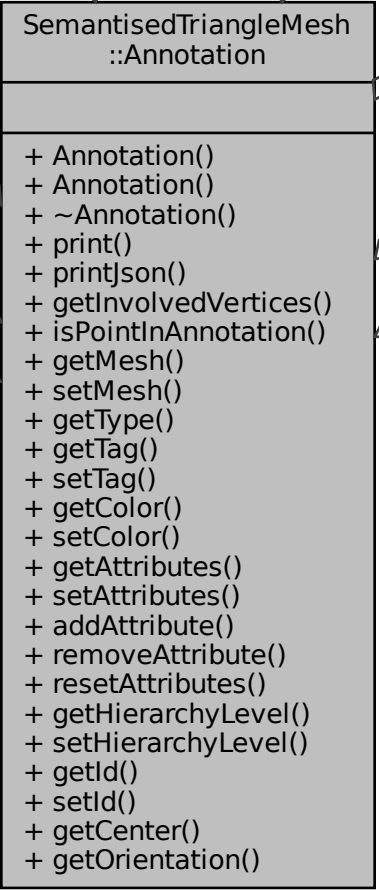 SemantisedTriangleMesh
::Annotation
+ Annotation()
+ Annotation()
+ ~Annotation()
+ print()
+ printJson()
+ getInvolvedVertices()
+ isPointInAnnotation()
+ getMesh()
+ setMesh()
+ getType()
+ getTag()
+ setTag()
+ getColor()
+ setColor()
+ getAttributes()
+ setAttributes()
+ addAttribute()
+ removeAttribute()
+ resetAttributes()
+ getHierarchyLevel()
+ setHierarchyLevel()
+ getId()
+ setId()
+ getCenter()
+ getOrientation()